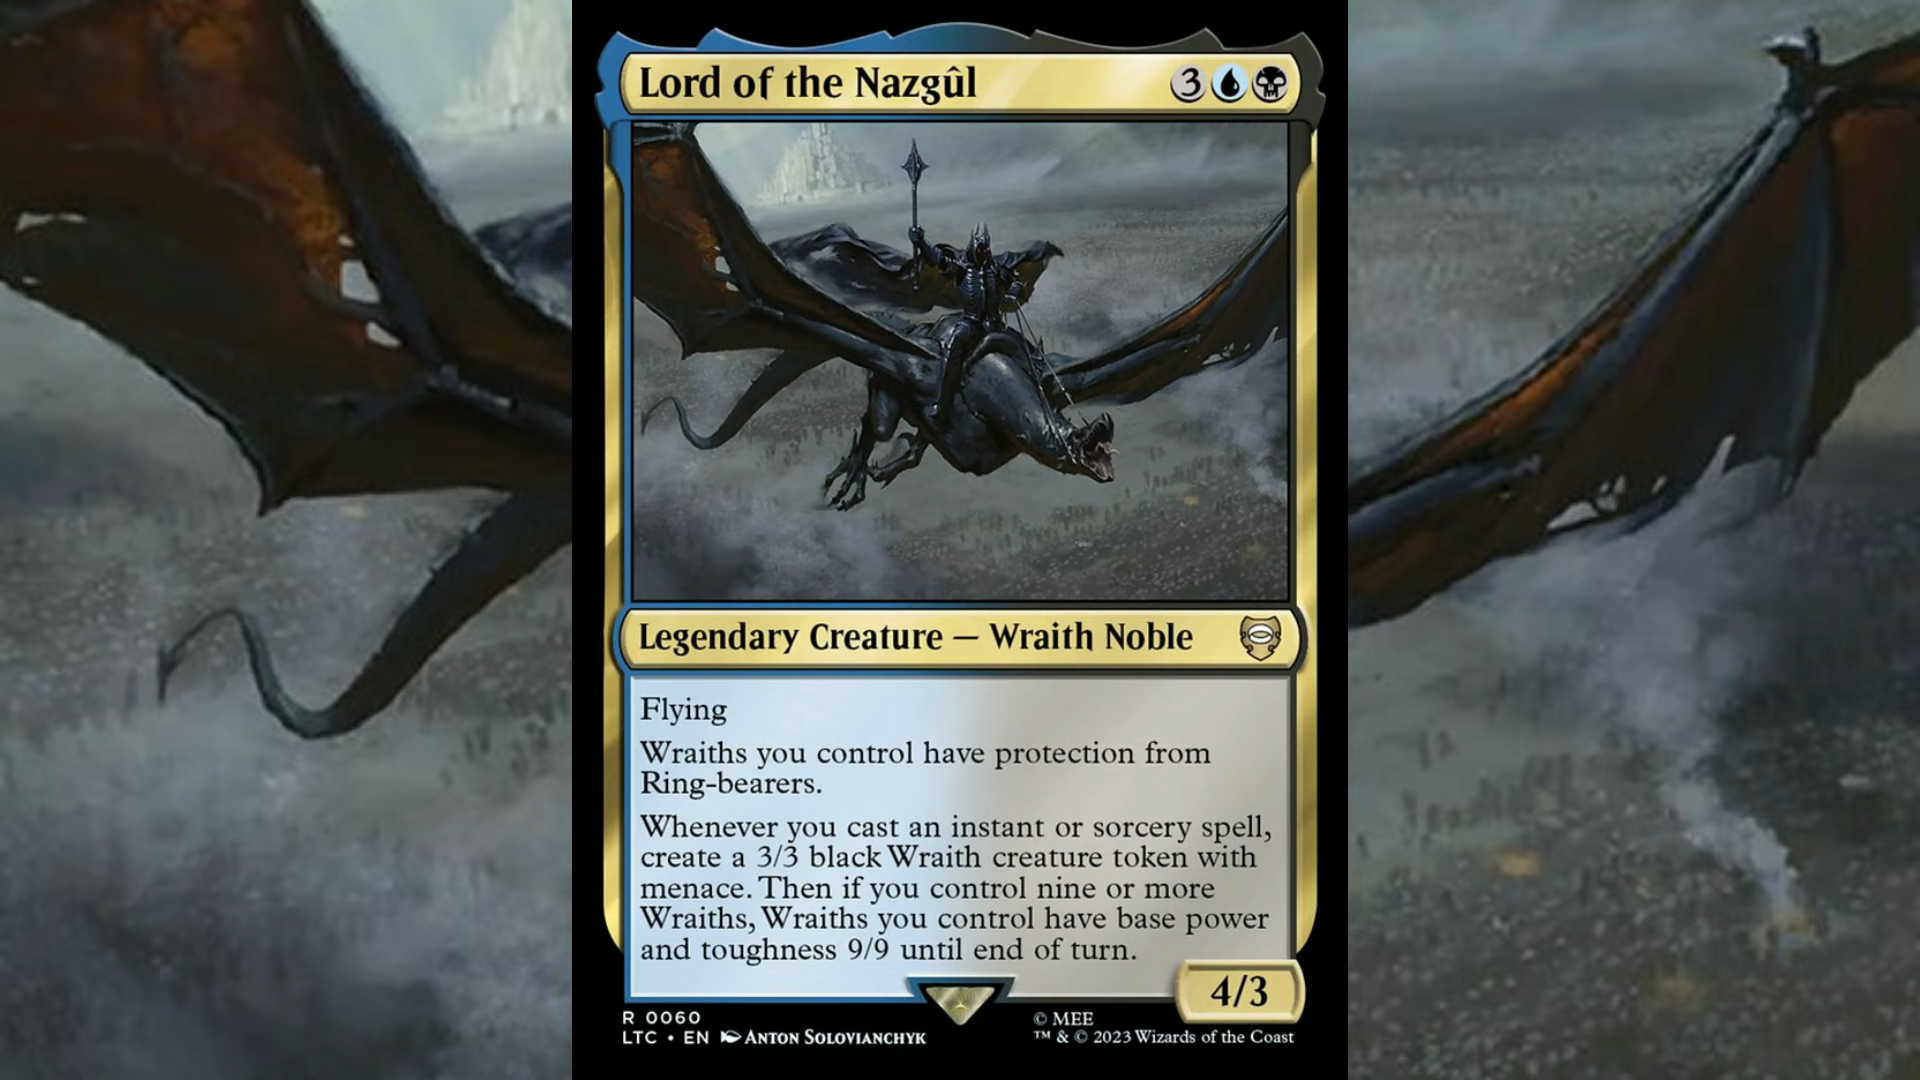 Lord of the Nazgûl 3
Legendary Creature — Wraith Noble
Flying
Wraiths you control have protection from
Ring-bearers.
Whenever you cast an instant or sorcery spell,
create a 3/3 black Wraith creature token with
menace. Then if you control nine or more
Wraiths, Wraiths you control have base power
and toughness 9/9 until end of turn.
4/3
R 0060
LTC • EN Anton Solovianchyk
© MEE
™ & © 2023 Wizards of the Coast